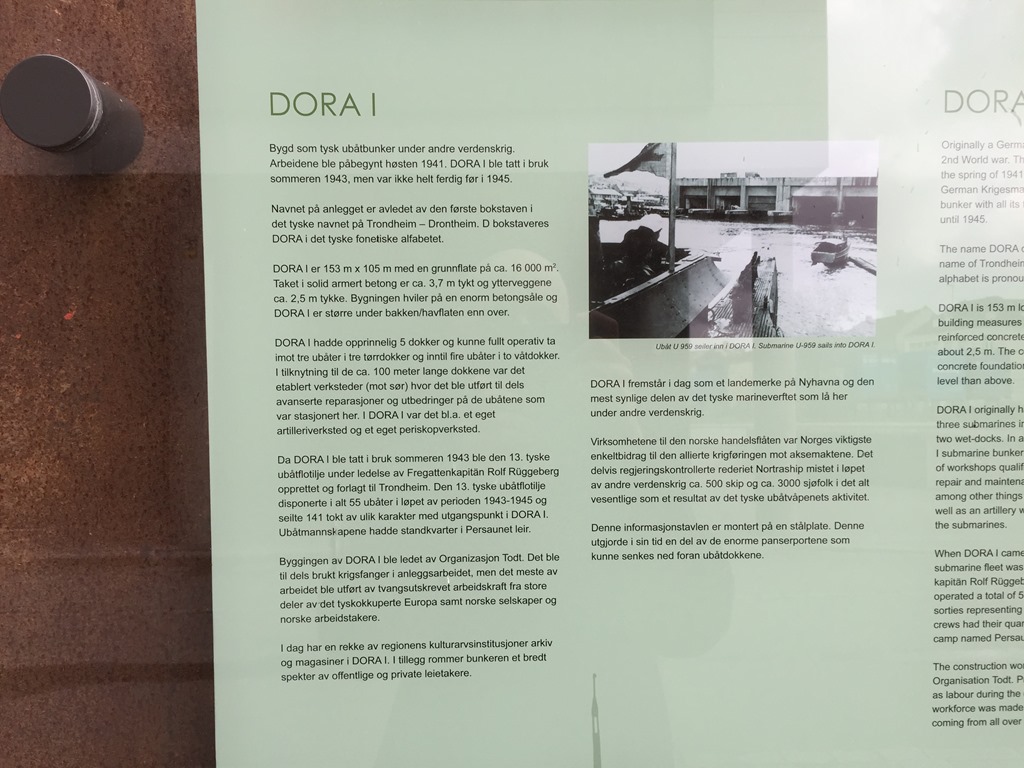 DORA I
Bygd som tysk ubåtbunker under andre verdenskrig.
Arbeidene ble påbegynt høsten 1941. DORA I ble tatt i bruk
sommeren 1943, men var ikke helt ferdig før i 1945.
Navnet på anlegget er avledet av den første bokstaven i
det tyske navnet på Trondheim – Drontheim. D bokstaveres
DORA i det tyske fonetiske alfabetet.
DORA I er 153 m x 105 m med en grunnflate på ca. 16 000 m².
Taket i solid armert betong er ca. 3,7 m tykt og ytterveggene
ca. 2,5 m tykke. Bygningen hviler på en enorm betongsåle og
DORA I er større under bakken/havflaten enn over.
DORA I hadde opprinnelig 5 dokker og kunne fullt operativ ta
imot tre ubåter i tre tørrdokker og inntil fire ubåter i to våtdokker.
I tilknytning til de ca. 100 meter lange dokkene var det
etablert verksteder (mot sør) hvor det ble utført til dels
avanserte reparasjoner og utbedringer på de ubåtene som
var stasjonert her. I DORA I var det bl.a. et eget
artilleriverksted og et eget periskopverksted.
Da DORA I ble tatt i bruk sommeren 1943 ble den 13. tyske
ubåtflotilje under ledelse av Fregattenkapitän Rolf Rüggeberg
opprettet og forlagt til Trondheim. Den 13. tyske ubåtflotilje
disponerte i alt 55 ubåter i løpet av perioden 1943-1945 og
seilte 141 tokt av ulik karakter med utgangspunkt i DORA I.
Ubåtmannskapene hadde standkvarter i Persaunet leir.
Byggingen av DORA I ble ledet av Organizasjon Todt. Det ble
til dels brukt krigsfanger i anleggsarbeidet, men det meste av
arbeidet ble utført av tvangsutskrevet arbeidskraft fra store
deler av det tyskokkuperte Europa samt norske selskaper og
norske arbeidstakere.
I dag har en rekke av regionens kulturarvsinstitusjoner arkiv
og magasiner i DORA I. I tillegg rommer bunkeren et bredt
spekter av offentlige og private leietakere.
Ubåt U 959 seiler inn i DORA I. Submarine U-959 sails into DORA I.
DORA I fremstår i dag som et landemerke på Nyhavna og den
mest synlige delen av det tyske marineverftet som lå her
under andre verdenskrig.
Virksomhetene til den norske handelsflåten var Norges viktigste
enkeltbidrag til den allierte krigføringen mot aksemaktene. Det
delvis regjeringskontrollerte rederiet Nortraship mistet i løpet
av andre verdenskrig ca. 500 skip og ca. 3000 sjøfolk i det alt
vesentlige som et resultat av det tyske ubåtvåpenets aktivitet.
Denne informasjonstavlen er montert på en stålplate. Denne
utgjorde i sin tid en del av de enorme panserportene som
kunne senkes ned foran ubåtdokkene.
DORA
Originally a Germa
2nd World war. Th
the spring of 1941
German Krigesma
bunker with all its
until 1945.
The name DORA
name of Trondheim
alphabet is pronou
DORA I is 153 m lo
building measures
reinforced concrete
about 2,5 m. The c
concrete foundation
level than above.
DORA I originally h
three submarines in
two wet-docks. In a
I submarine bunker
of workshops qualif
repair and maintena
among other things
well as an artillery w
the submarines.
When DORA I came
submarine fleet was
kapitän Rolf Rüggeb
operated a total of 5
sorties representing
crews had their quar
camp named Persau
The construction wo
Organisation Todt. P
as labour during the
workforce was made
coming from all over